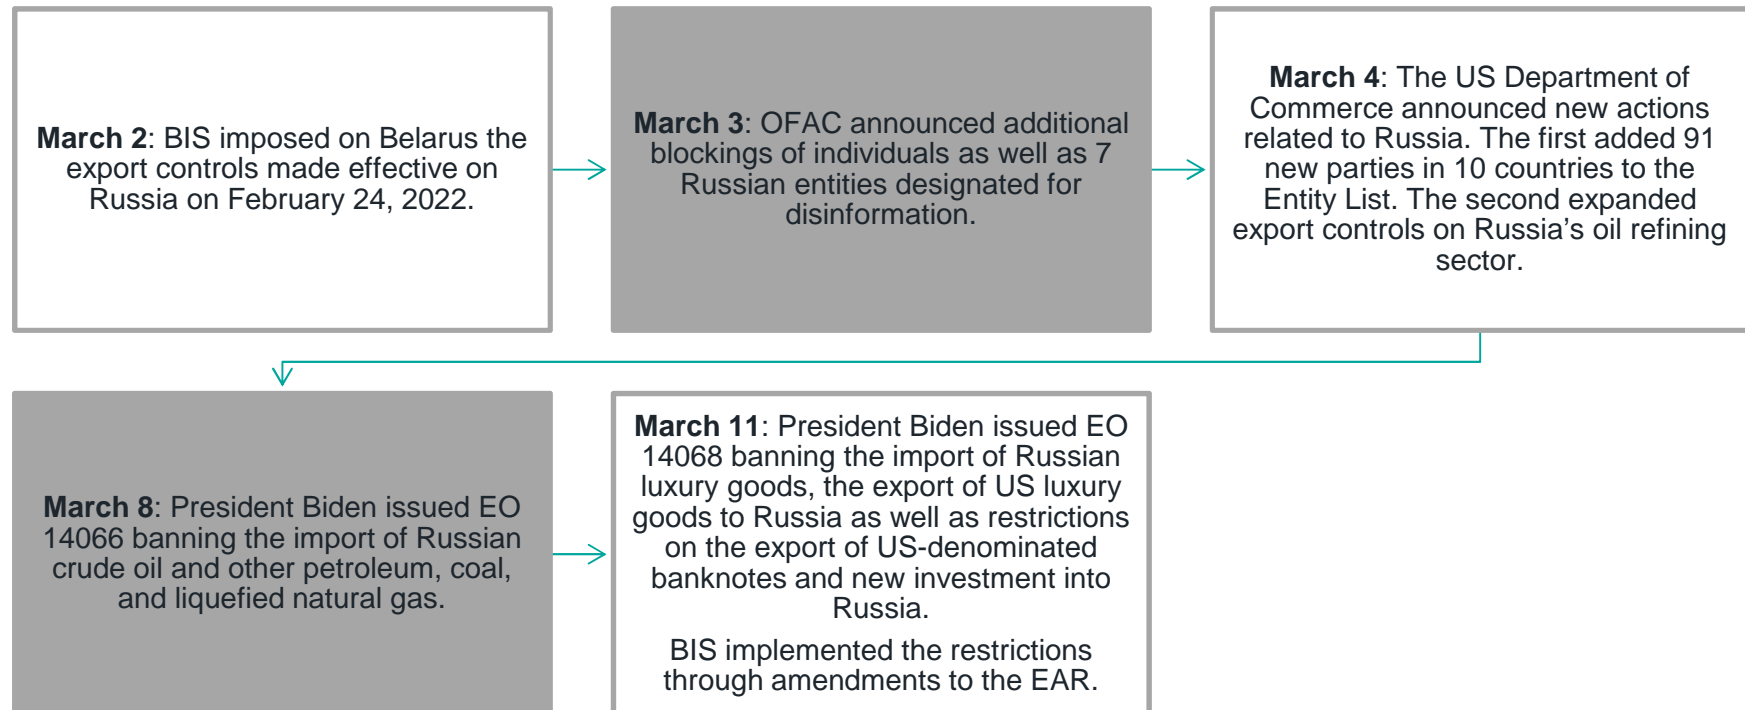 March 2: BIS imposed on Belarus the
export controls made effective on
Russia on February 24, 2022.
March 3: OFAC announced additional
blockings of individuals as well as 7
Russian entities designated for
disinformation.
March 4: The US Department of
Commerce announced new actions
related to Russia. The first added 91
new parties in 10 countries to the
Entity List. The second expanded
export controls on Russia’s oil refining
sector.
March 8: President Biden issued EO
14066 banning the import of Russian
crude oil and other petroleum, coal,
and liquefied natural gas.
March 11: President Biden issued EO
14068 banning the import of Russian
luxury goods, the export of US luxury
goods to Russia as well as restrictions
on the export of US-denominated
banknotes and new investment into
Russia.
BIS implemented the restrictions
through amendments to the EAR.